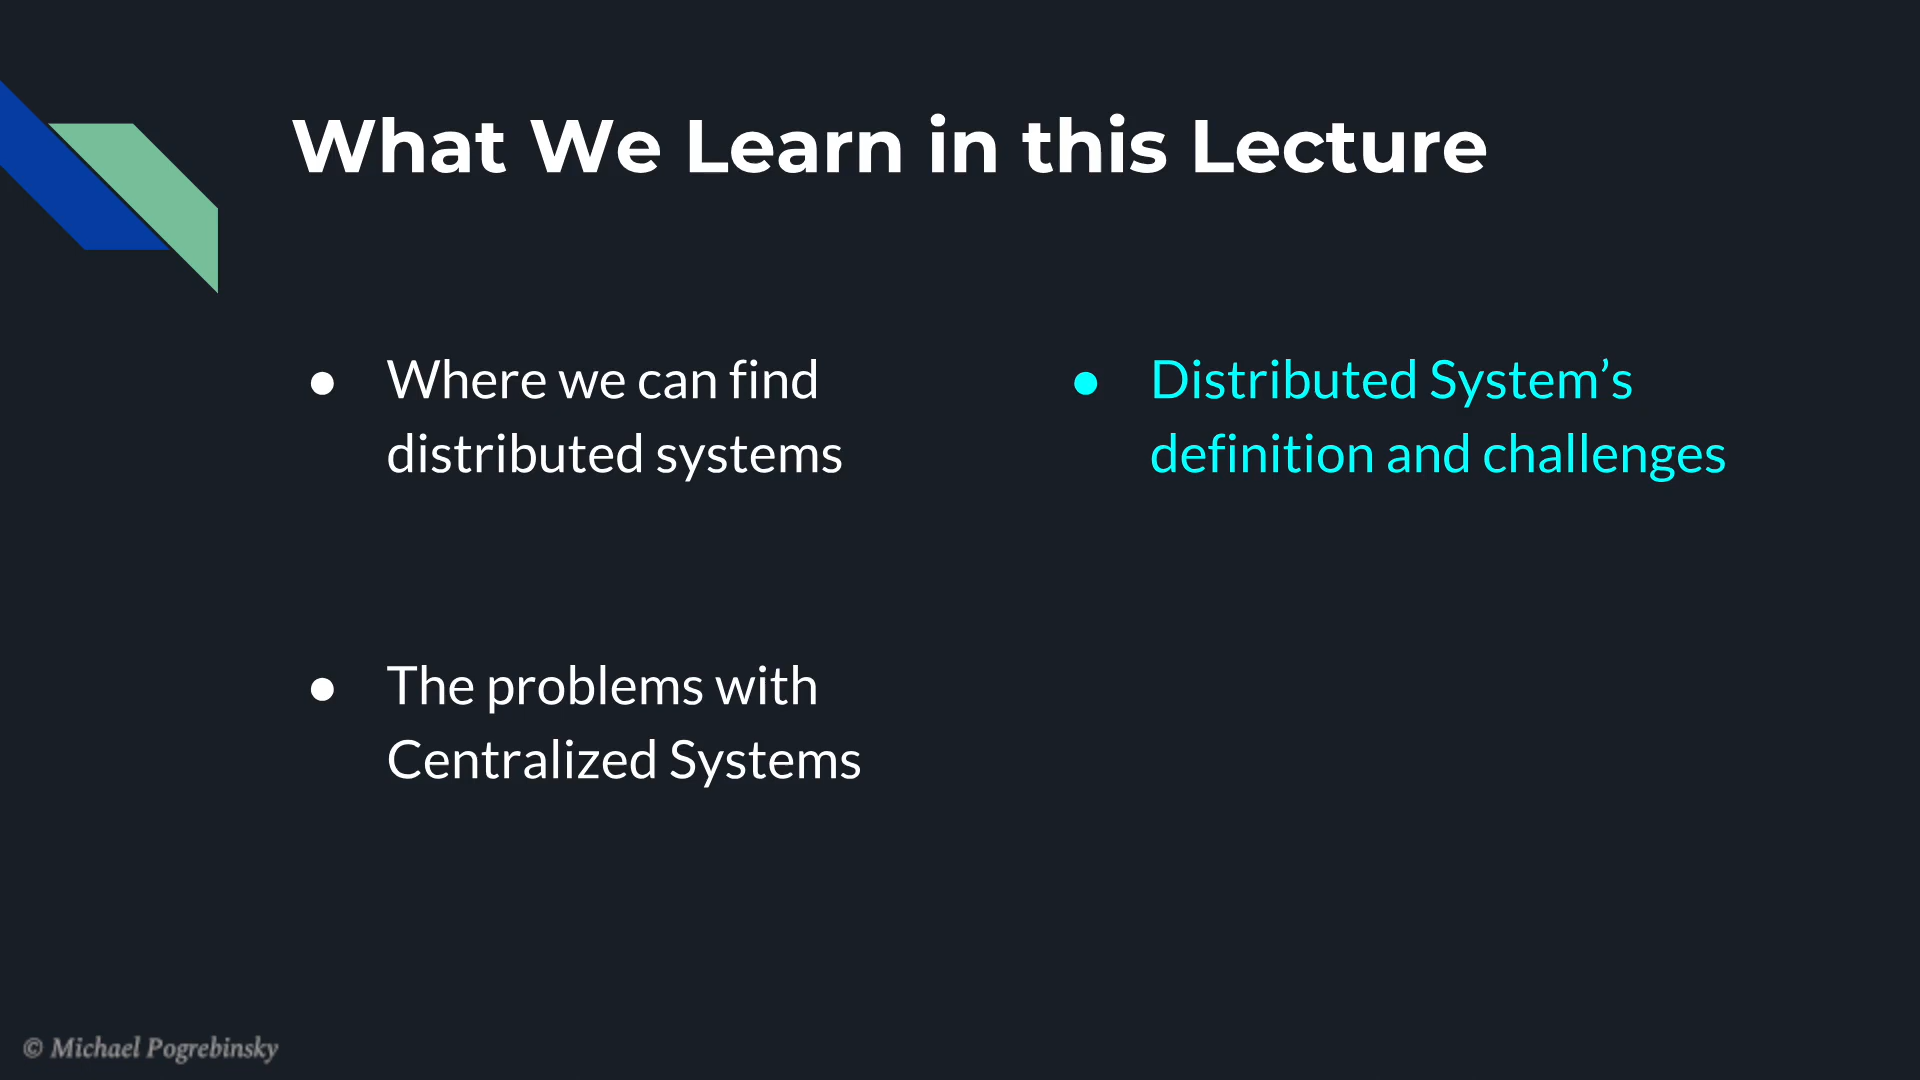 What We Learn in this Lecture
● Where we can find
distributed systems
● The problems with
Centralized Systems
● Distributed System’s
definition and challenges
© Michael Pogrebinsky